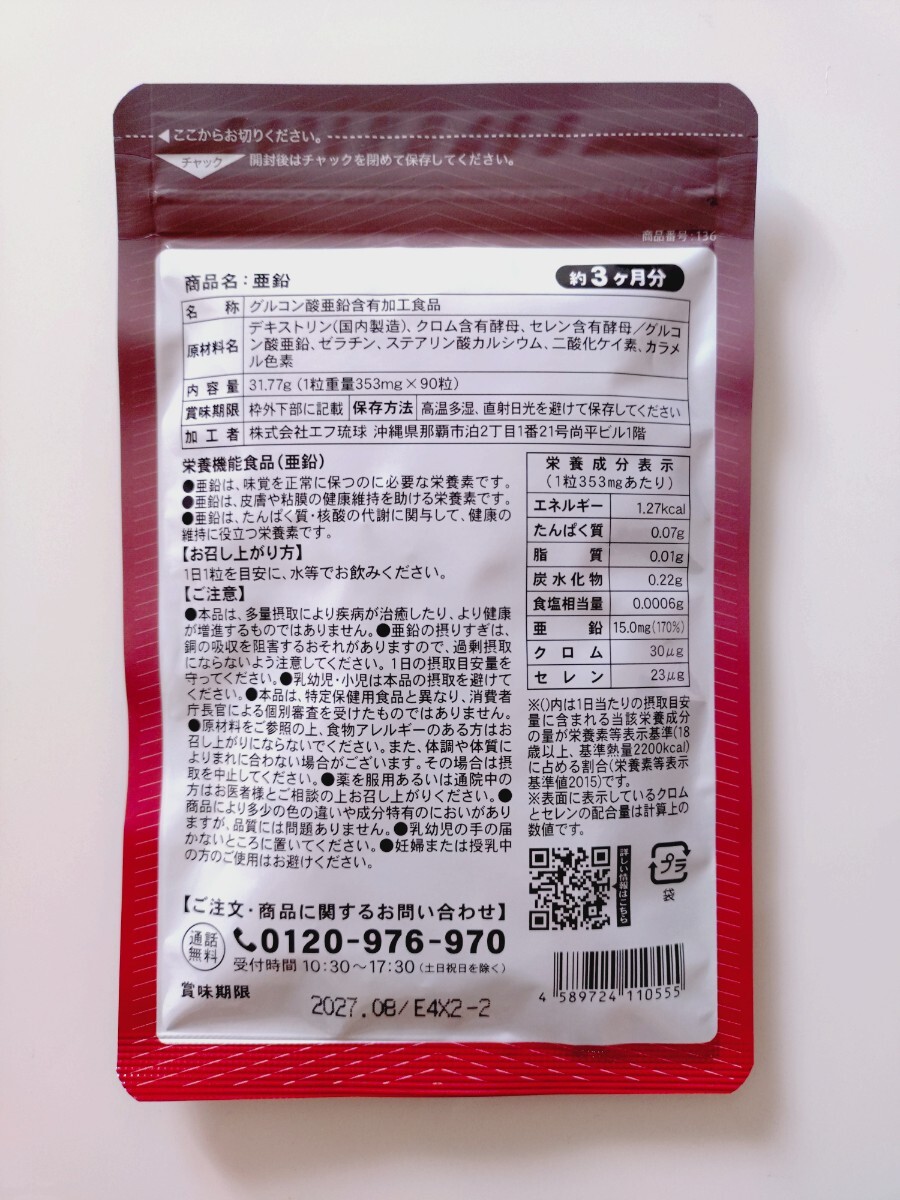 ◀ここからお切りください。
チャック 開封後はチャックを閉めて保存してください。
商品番号:136
商品名:亜鉛 約3ヶ月分
名称 グルコン酸亜鉛含有加工食品
原材料名 デキストリン(国内製造)、クロム含有酵母、セレン含有酵母/グルコ
ン酸亜鉛、ゼラチン、ステアリン酸カルシウム、二酸化ケイ素、カラメ
ル色素
内容量 31.77g (1粒重量353mg×90粒)
賞味期限 枠外下部に記載 保存方法 高温多湿、直射日光を避けて保存してください
加工者 株式会社エフ琉球 沖縄県那覇市泊2丁目1番21号尚平ビル1階
栄養機能食品(亜鉛)
●亜鉛は、味覚を正常に保つのに必要な栄養素です。
●亜鉛は、皮膚や粘膜の健康維持を助ける栄養素です。
●亜鉛は、たんぱく質・核酸の代謝に関与して、健康の
維持に役立つ栄養素です。
【お召し上がり方】
1日1粒を目安に、水等でお飲みください。
【ご注意】
●本品は、多量摂取により疾病が治癒したり、より健康
が増進するものではありません。●亜鉛の摂りすぎは、
銅の吸収を阻害するおそれがありますので、過剰摂取
にならないよう注意してください。1日の摂取目安量を
守ってください。●乳幼児・小児は本品の摂取を避けて
ください。●本品は、特定保健用食品と異なり、消費者
庁長官による個別審査を受けたものではありません。
●原材料をご参照の上、食物アレルギーのある方はお
召し上がりにならないでください。また、体調や体質に
よりまれに合わない場合がございます。その場合は摂
取を中止してください。●薬を服用あるいは通院中の
方はお医者様とご相談の上お召し上がりください。●
商品により多少の色の違いや成分特有のにおいがあり
ますが、品質には問題ありません。●乳幼児の手の届
かないところに置いてください。●妊婦または授乳中
の方のご使用はお避けください。
栄養成分表示
(1粒353mgあたり)
エネルギー 1.27kcal
たんぱく質 0.07g
脂質 0.01g
炭水化物 0.22g
食塩相当量 0.0006g
亜鉛 15.0mg(170%)
クロム 30μg
セレン 23μg
※()内は1日当たりの摂取目安
量に含まれる当該栄養成分
の量が栄養素等表示基準(18
歳以上、基準熱量2200kcal)
に占める割合(栄養素等表示
基準値2015)です。
※表面に表示しているクロム
とセレンの配合量は計算上の
数値です。
詳しい情報はこちら
プラ
袋
【ご注文・商品に関するお問い合わせ】
通話
無料
0120-976-970
受付時間 10:30~17:30 (土日祝日を除く)
賞味期限
2027.08/E4X2-2
4 589724 110555